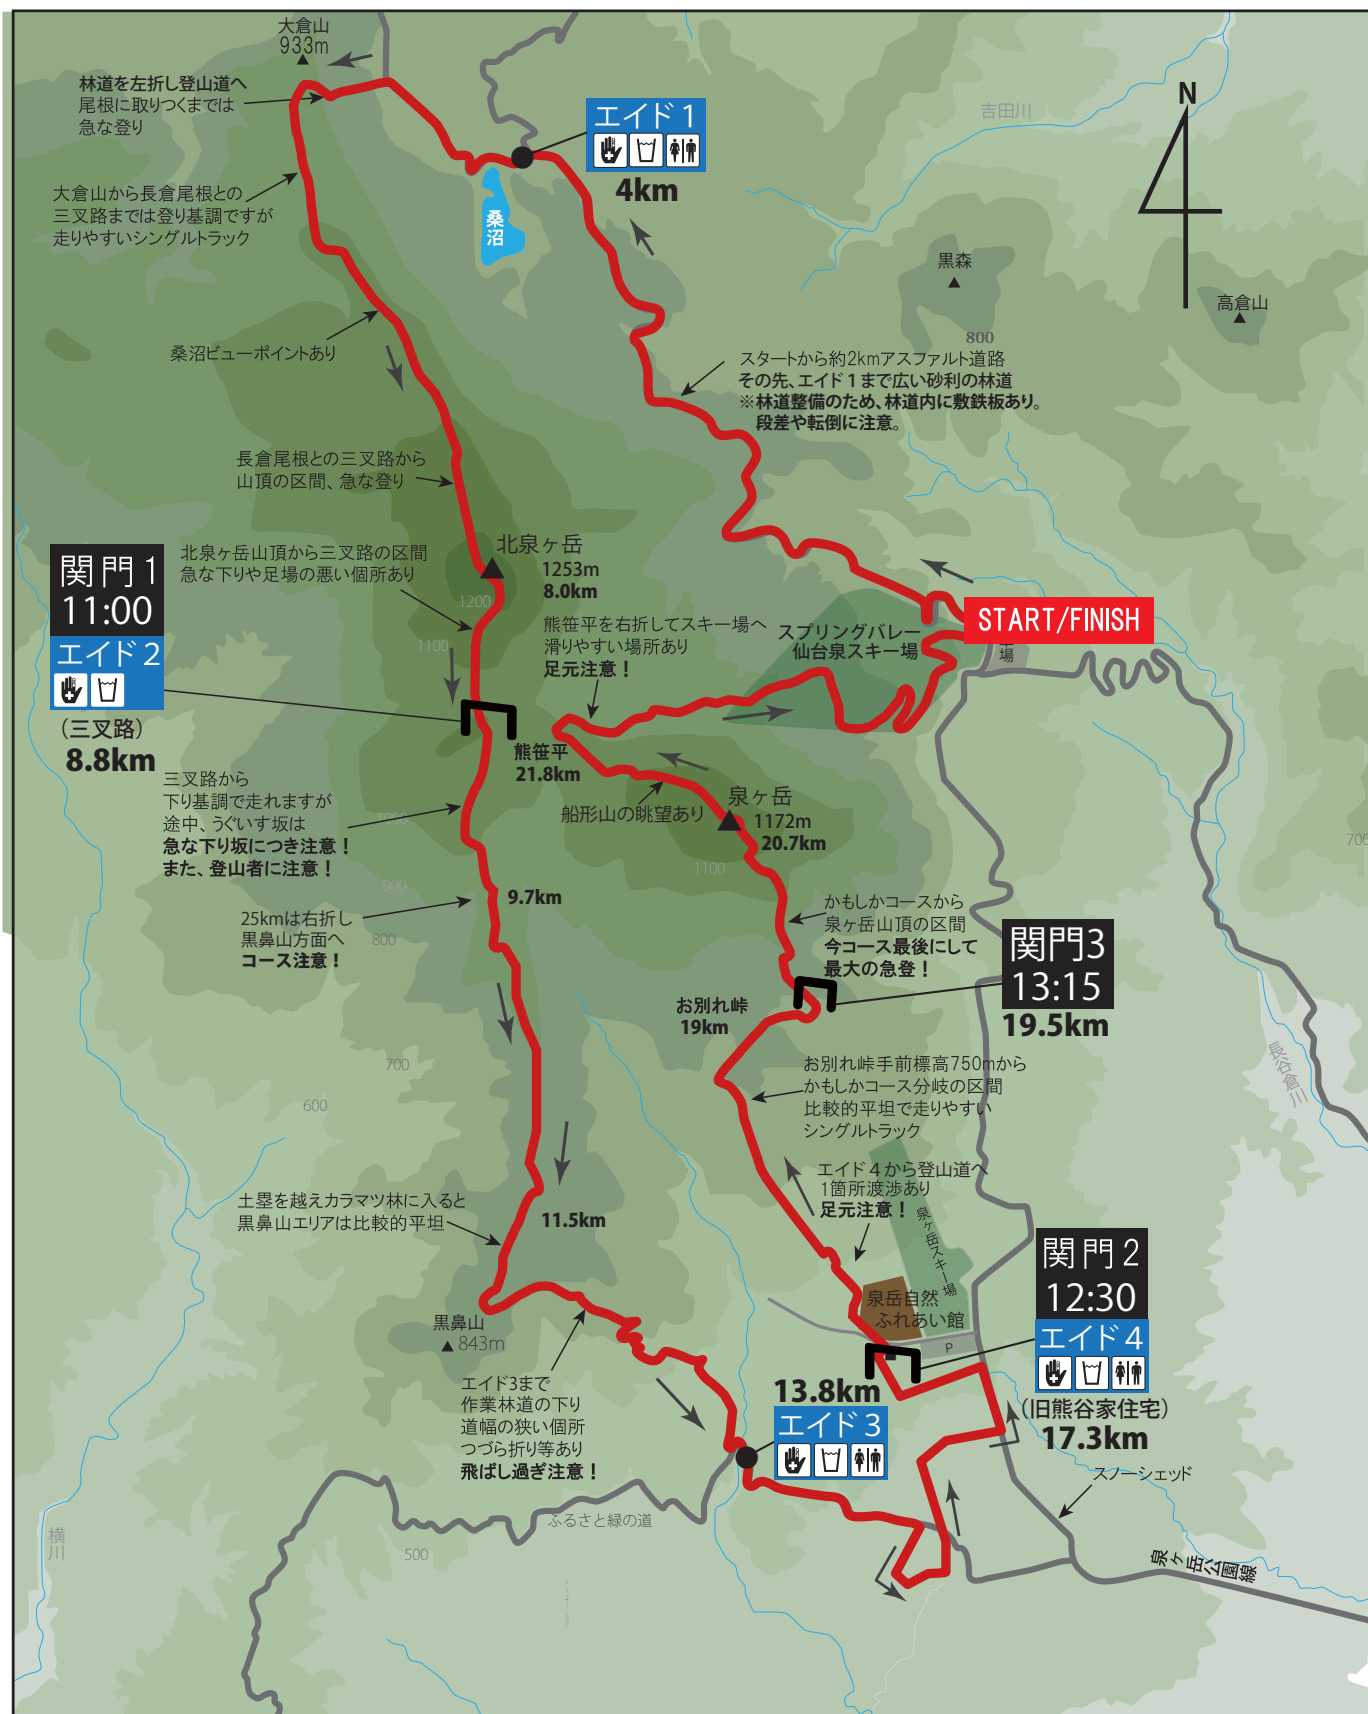 大倉山
933m
林道を左折し登山道へ
尾根に取りつくまでは
急な登り
エイド1
4km
吉田川
N
大倉山から長倉尾根との
三叉路までは登り基調ですが
走りやすいシングルトラック
桑沼
黒森
高倉山
800
桑沼ビューポイントあり
スタートから約2kmアスファルト道路
その先、エイド1まで広い砂利の林道
※林道整備のため、林道内に敷鉄板あり。
段差や転倒に注意。
長倉尾根との三叉路から
山頂の区間、急な登り
関門1
11:00
エイド2
(三叉路)
8.8km
北泉ヶ岳山頂から三叉路の区間
急な下りや足場の悪い個所あり
北泉ヶ岳
1253m
8.0km
1200
1100
熊笹平を右折してスキー場へ
滑りやすい場所あり
足元注意!
スプリングバレー
仙台泉スキー場
START/FINISH
場
熊笹平
21.8km
三叉路から
下り基調で走れますが
途中、うぐいす坂は
急な下り坂につき注意!
また、登山者に注意!
1000
船形山の眺望あり
泉ヶ岳
1172m
20.7km
1100
700
900
9.7km
25kmは右折し
黒鼻山方面へ
コース注意!
800
かもしかコースから
泉ヶ岳山頂の区間
今コース最後にして
最大の急登!
関門3
13:15
19.5km
お別れ峠
19km
長谷倉川
700
600
お別れ峠手前標高750mから
かもしかコース分岐の区間
比較的平坦で走りやすい
シングルトラック
エイド4から登山道へ
1箇所渡渉あり
足元注意!
泉ヶ岳スキー場
土塁を越えカラマツ林に入ると
黒鼻山エリアは比較的平坦
11.5km
関門2
12:30
エイド4
(旧熊谷家住宅)
17.3km
泉岳自然
ふれあい館
P
黒鼻山
843m
エイド3まで
作業林道の下り
道幅の狭い個所
つづら折り等あり
飛ばし過ぎ注意!
13.8km
エイド3
スノーシェッド
ふるさと緑の道
横川
500
泉ヶ岳公園線